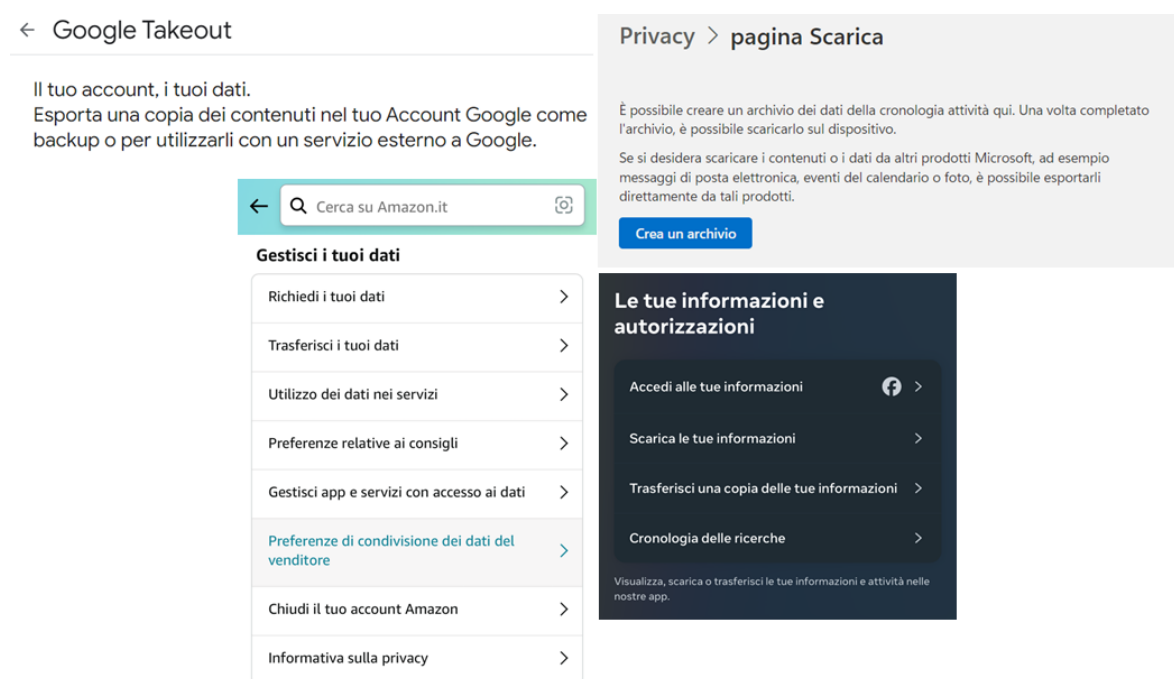 Google Takeout
Il tuo account, i tuoi dati.
Esporta una copia dei contenuti nel tuo Account Google come
backup o per utilizzarli con un servizio esterno a Google.
Privacy > pagina Scarica
È possibile creare un archivio dei dati della cronologia attività qui. Una volta completato
l'archivio, è possibile scaricarlo sul dispositivo.
Se si desidera scaricare i contenuti o i dati da altri prodotti Microsoft, ad esempio
messaggi di posta elettronica, eventi del calendario o foto, è possibile esportarli
direttamente da tali prodotti.
Crea un archivio
Cerca su Amazon.it
Gestisci i tuoi dati
Richiedi i tuoi dati
Trasferisci i tuoi dati
Utilizzo dei dati nei servizi
Preferenze relative ai consigli
Gestisci app e servizi con accesso ai dati
Preferenze di condivisione dei dati del
venditore
Chiudi il tuo account Amazon
Informativa sulla privacy
Le tue informazioni e
autorizzazioni
Accedi alle tue informazioni
Scarica le tue informazioni
Trasferisci una copia delle tue informazioni
Cronologia delle ricerche
Visualizza, scarica o trasferisci le tue informazioni e attività nelle
nostre app.